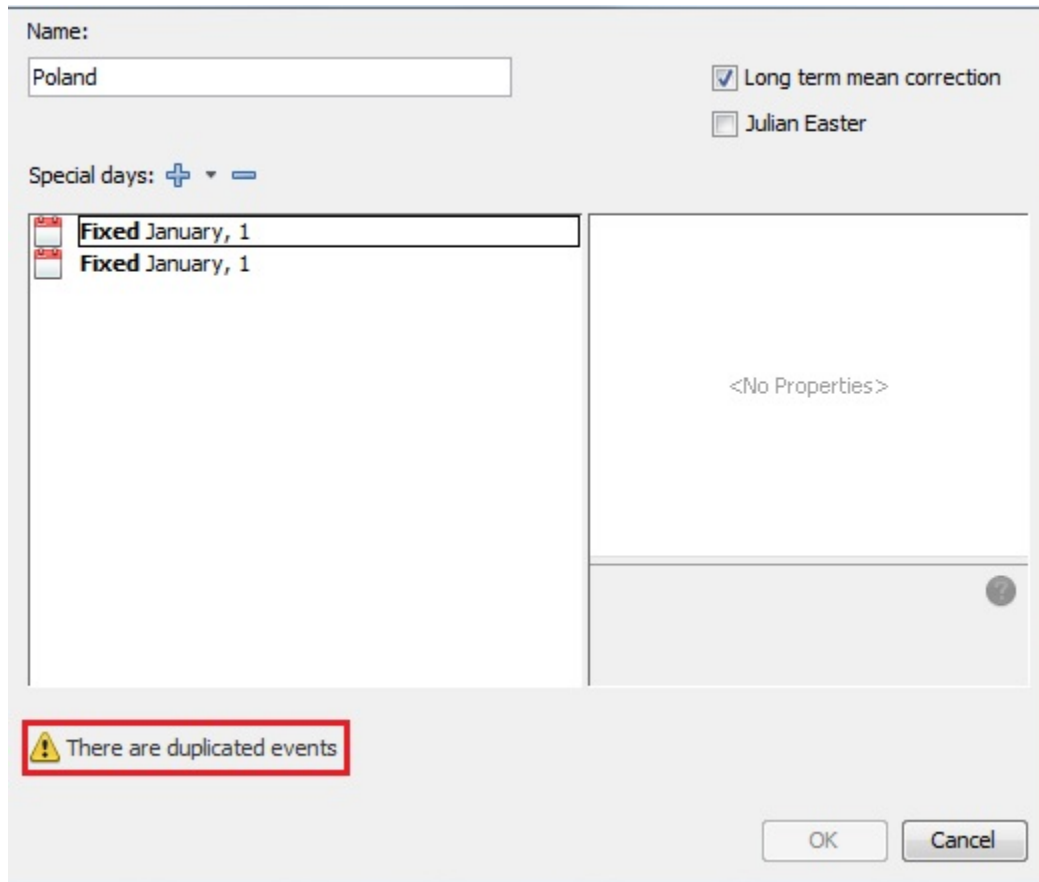 Name:
Poland
Long term mean correction
Julian Easter
Special days:
Fixed January, 1
Fixed January, 1
<No Properties>
?
There are duplicated events
OK
Cancel